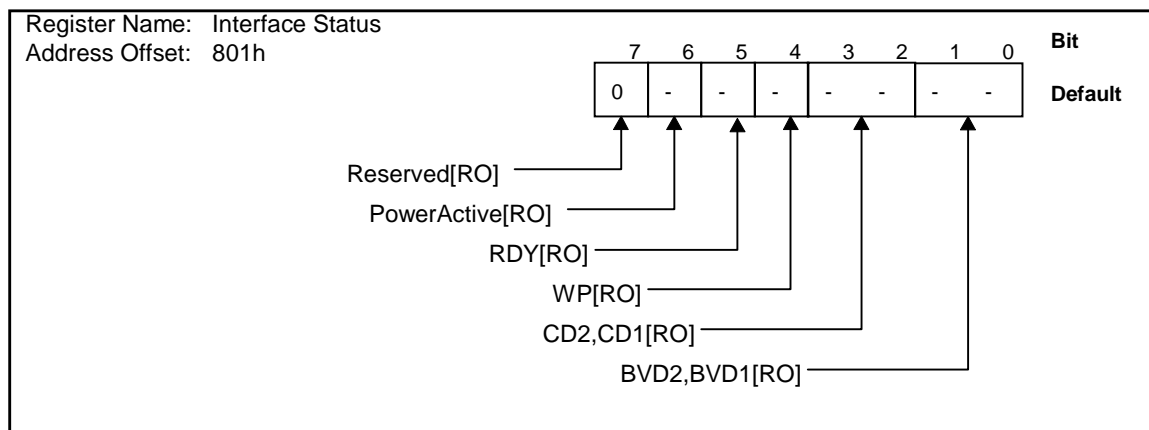 Register Name: Interface Status
Address Offset: 801h
7 6 5 4 3 2 1 0 Bit
0 - - - - - - - Default
Reserved[RO]
PowerActive[RO]
RDY[RO]
WP[RO]
CD2,CD1[RO]
BVD2,BVD1[RO]